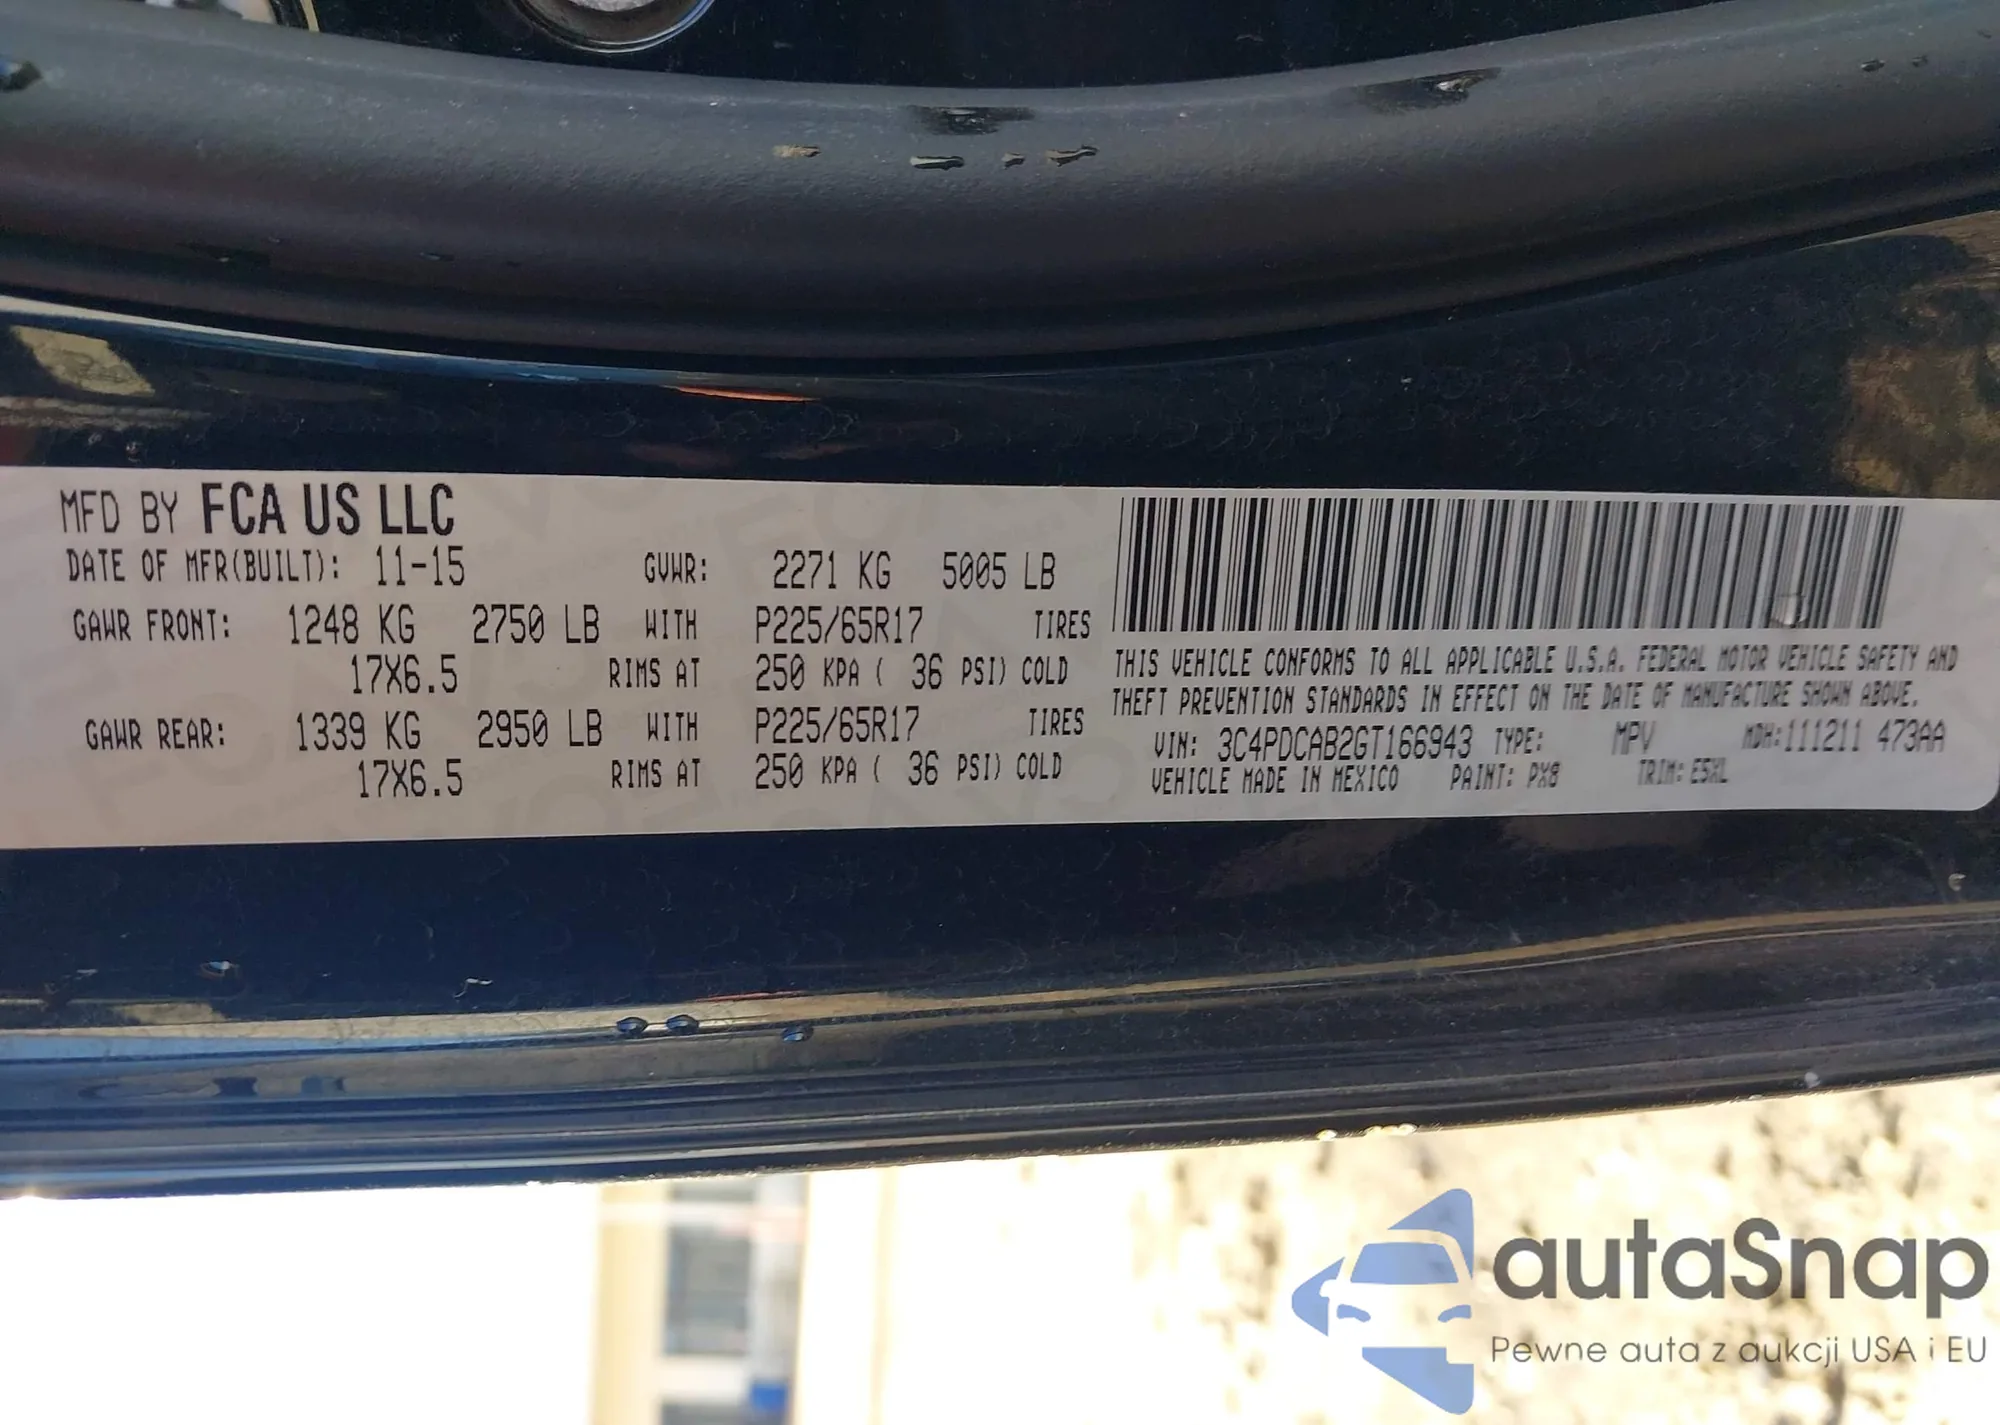 MFD BY FCA US LLC
DATE OF MFR(BUILT): 11-15 GVWR: 2271 KG 5005 LB
GAWR FRONT: 1248 KG 2750 LB WITH P225/65R17 TIRES
17X6.5 RIMS AT 250 KPA ( 36 PSI) COLD
GAWR REAR: 1339 KG 2950 LB WITH P225/65R17 TIRES
17X6.5 RIMS AT 250 KPA ( 36 PSI) COLD
THIS VEHICLE CONFORMS TO ALL APPLICABLE U.S.A. FEDERAL MOTOR VEHICLE SAFETY AND
THEFT PREVENTION STANDARDS IN EFFECT ON THE DATE OF MANUFACTURE SHOWN ABOVE.
VIN: 3C4PDCAB2GT166943 TYPE: MPV MDH:111211 473AA
VEHICLE MADE IN MEXICO PAINT: PX8 TRIM: E5XL
autaSnap
Pewne auta z aukcji USA i EU